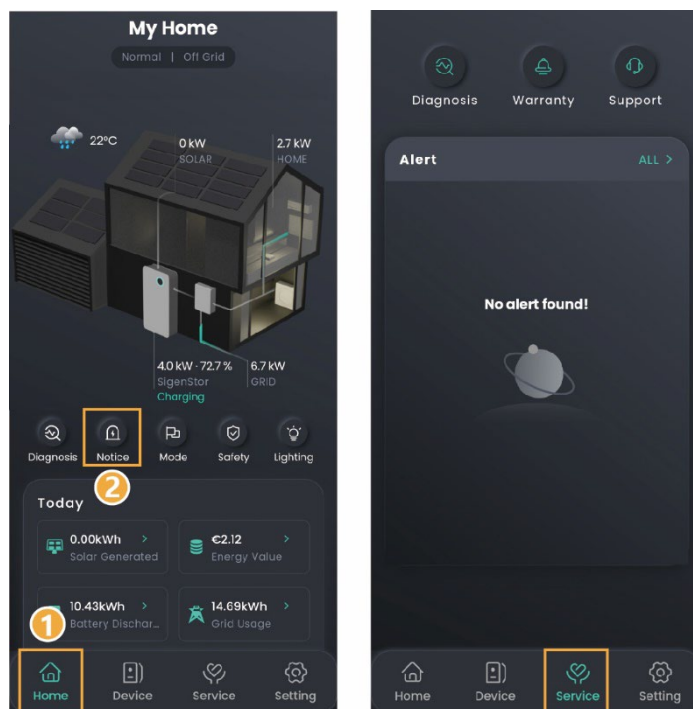 My Home
Normal | Off Grid
22°C
0 kW
SOLAR
2.7 kW
HOME
4.0 kW · 72.7 %
SigenStor
Charging
6.7 kW
GRID
Diagnosis
Notice
Mode
Safety
Lighting
2
Today
0.00kWh >
Solar Generated
€2.12 >
Energy Value
10.43kWh >
Battery Dischar...
14.69kWh >
Grid Usage
1
Home
Device
Service
Setting
Diagnosis
Warranty
Support
Alert
ALL >
No alert found!
Home
Device
Service
Setting